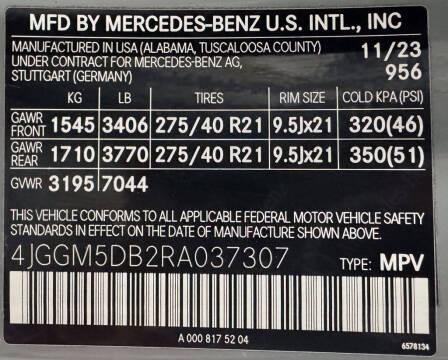 MFD BY MERCEDES-BENZ U.S. INTL., INC
MANUFACTURED IN USA (ALABAMA, TUSCALOOSA COUNTY) 11/23
UNDER CONTRACT FOR MERCEDES-BENZ AG,
STUTTGART (GERMANY) 956
KG LB TIRES RIM SIZE COLD KPA (PSI)
GAWR FRONT 1545 3406 275/40 R21 9.5Jx21 320(46)
GAWR REAR 1710 3770 275/40 R21 9.5Jx21 350(51)
GVWR 3195 7044
THIS VEHICLE CONFORMS TO ALL APPLICABLE FEDERAL MOTOR VEHICLE SAFETY
STANDARDS IN EFFECT ON THE DATE OF MANUFACTURE SHOWN ABOVE.
4JGGM5DB2RA037307 TYPE: MPV
A 000 817 52 04
6578134